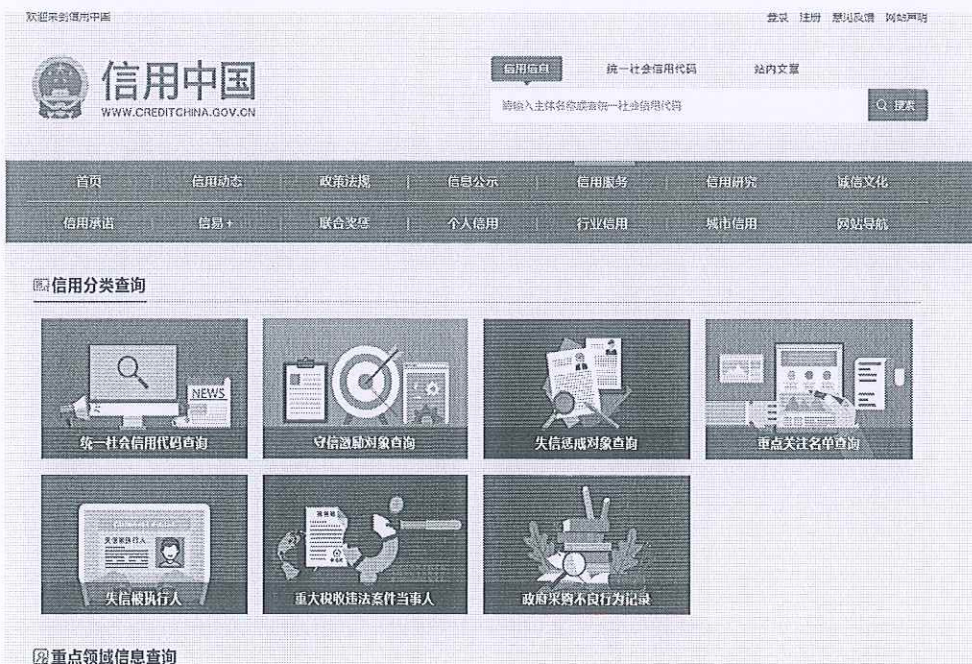 欢迎来到信用中国
登录 注册 意见反馈 网站声明
信用中国
WWW.CREDITCHINA.GOV.CN
信用信息 统一社会信用代码 站内文章
请输入主体名称或者统一社会信用代码
搜索
首页 信用动态 政策法规 信息公示 信用服务 信用研究 诚信文化
信用承诺 信易+ 联合奖惩 个人信用 行业信用 城市信用 网站导航
信用分类查询
NEWS
统一社会信用代码查询 守信激励对象查询 失信惩戒对象查询 重点关注名单查询
失信被执行人
失信被执行人 重大税收违法案件当事人 政府采购不良行为记录
重点领域信息查询